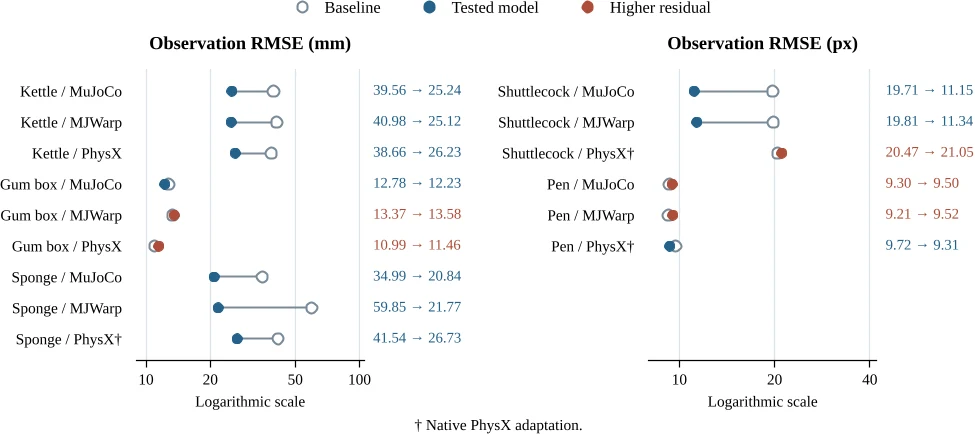 Baseline Tested model Higher residual
Observation RMSE (mm)
Kettle / MuJoCo 39.56 → 25.24
Kettle / MJWarp 40.98 → 25.12
Kettle / PhysX 38.66 → 26.23
Gum box / MuJoCo 12.78 → 12.23
Gum box / MJWarp 13.37 → 13.58
Gum box / PhysX 10.99 → 11.46
Sponge / MuJoCo 34.99 → 20.84
Sponge / MJWarp 59.85 → 21.77
Sponge / PhysX† 41.54 → 26.73
10 20 50 100
Logarithmic scale
Observation RMSE (px)
Shuttlecock / MuJoCo 19.71 → 11.15
Shuttlecock / MJWarp 19.81 → 11.34
Shuttlecock / PhysX† 20.47 → 21.05
Pen / MuJoCo 9.30 → 9.50
Pen / MJWarp 9.21 → 9.52
Pen / PhysX† 9.72 → 9.31
10 20 40
Logarithmic scale
† Native PhysX adaptation.